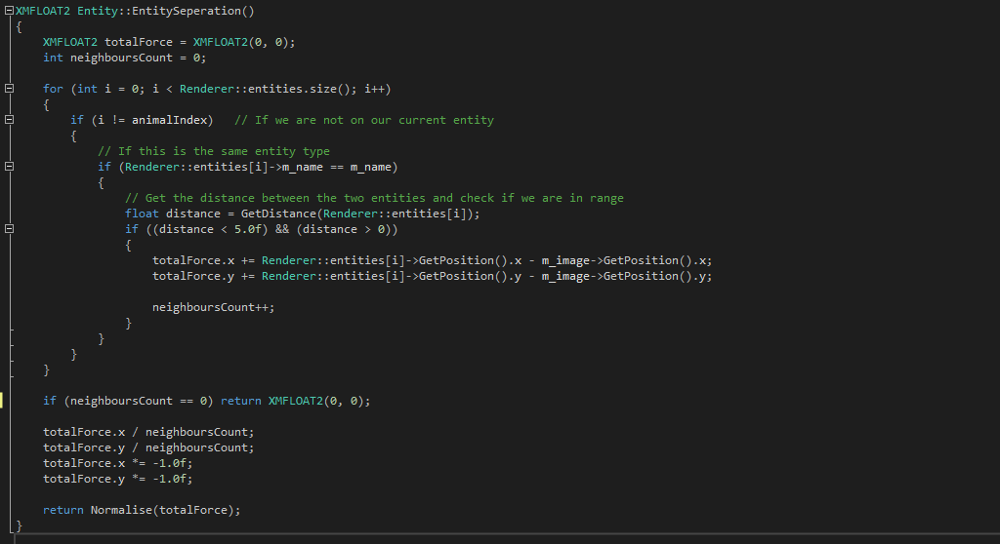 XMFLOAT2 Entity::EntitySeperation()
{
    XMFLOAT2 totalForce = XMFLOAT2(0, 0);
    int neighboursCount = 0;

    for (int i = 0; i < Renderer::entities.size(); i++)
    {
        if (i != animalIndex)   // If we are not on our current entity
        {
            // If this is the same entity type
            if (Renderer::entities[i]->m_name == m_name)
            {
                // Get the distance between the two entities and check if we are in range
                float distance = GetDistance(Renderer::entities[i]);
                if ((distance < 5.0f) && (distance > 0))
                {
                    totalForce.x += Renderer::entities[i]->GetPosition().x - m_image->GetPosition().x;
                    totalForce.y += Renderer::entities[i]->GetPosition().y - m_image->GetPosition().y;

                    neighboursCount++;
                }
            }
        }
    }

    if (neighboursCount == 0) return XMFLOAT2(0, 0);

    totalForce.x / neighboursCount;
    totalForce.y / neighboursCount;
    totalForce.x *= -1.0f;
    totalForce.y *= -1.0f;

    return Normalise(totalForce);
}